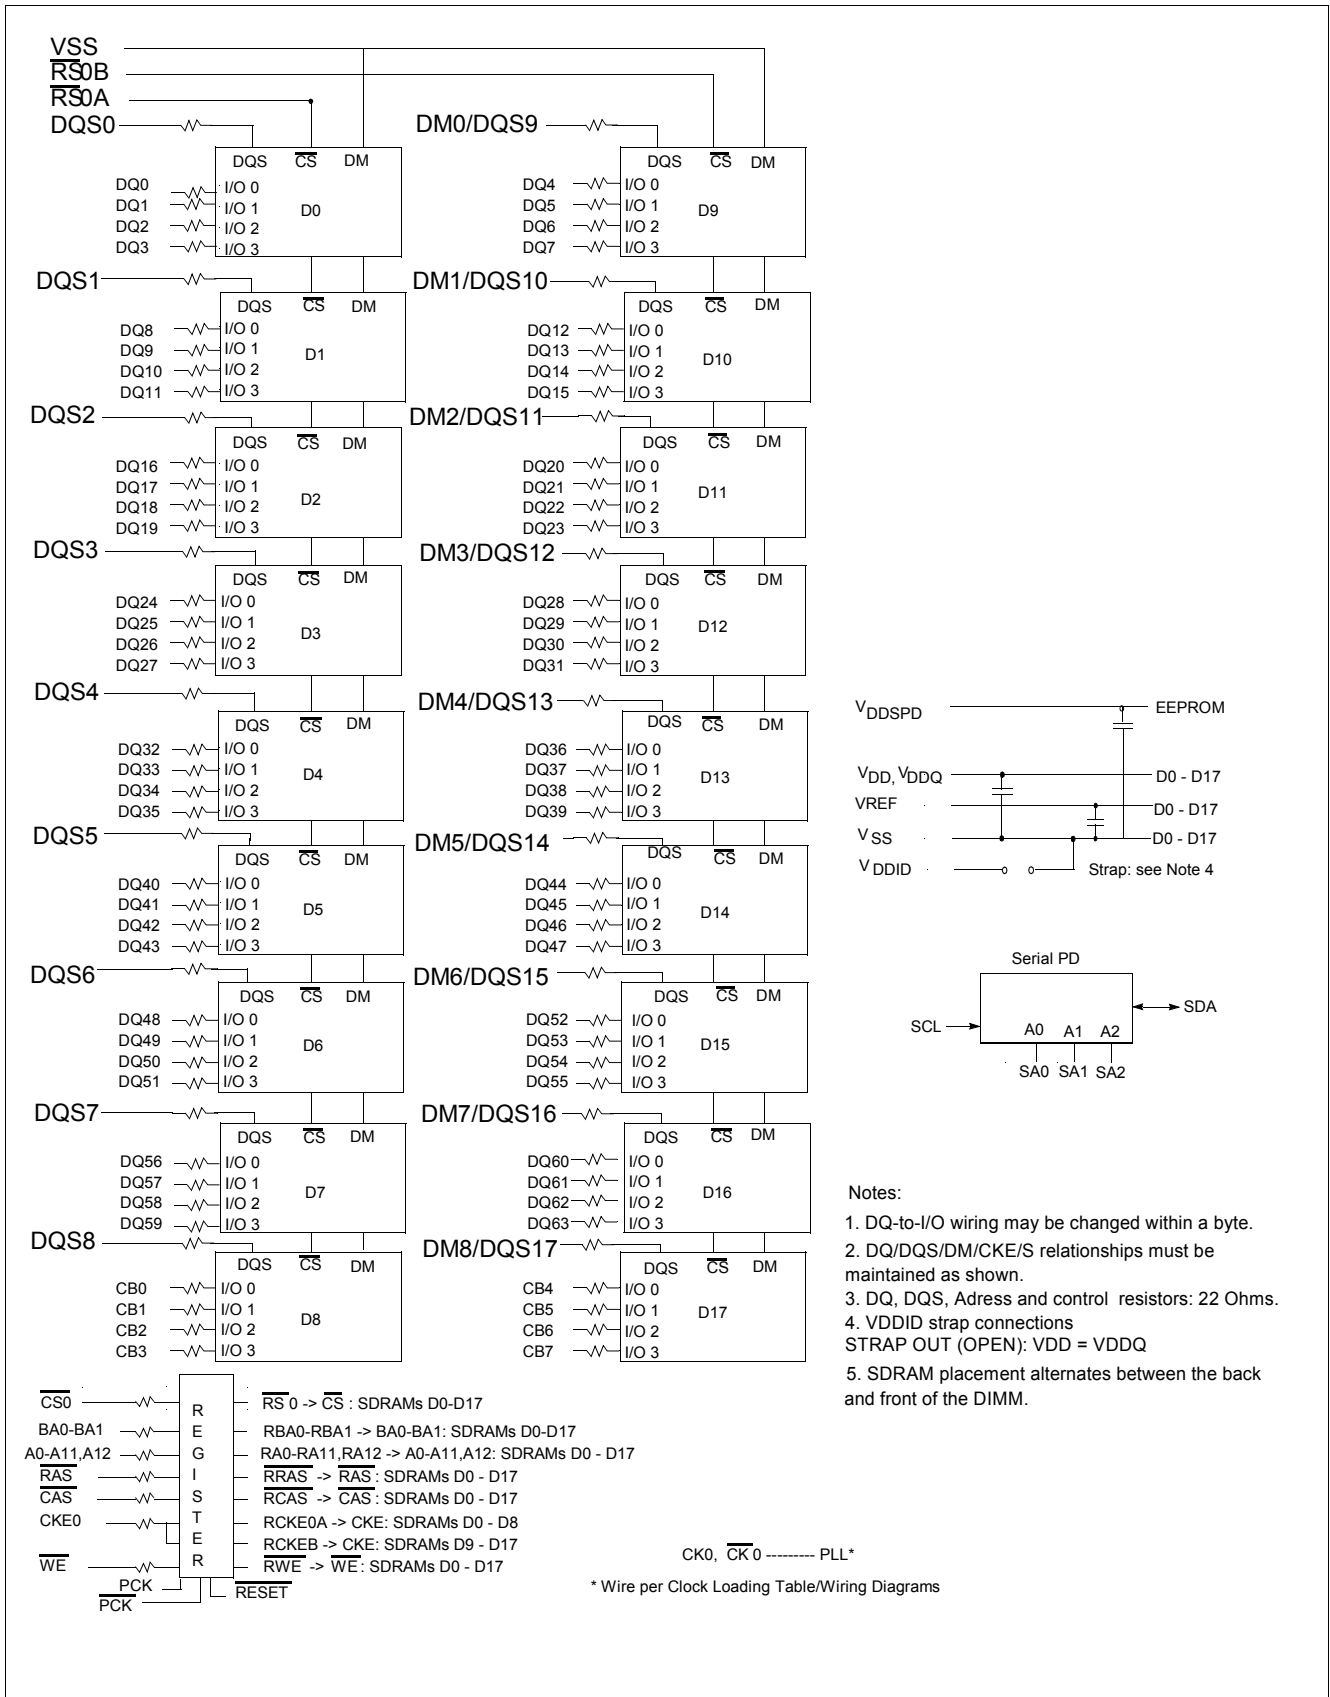 VSS
RS0B
RS0A
DQS0
DM0/DQS9
DQS CS DM
DQ0 I/O 0
DQ1 I/O 1
DQ2 I/O 2
DQ3 I/O 3
D0
DQS CS DM
DQ4 I/O 0
DQ5 I/O 1
DQ6 I/O 2
DQ7 I/O 3
D9
DQS1
DM1/DQS10
DQS CS DM
DQ8 I/O 0
DQ9 I/O 1
DQ10 I/O 2
DQ11 I/O 3
D1
DQS CS DM
DQ12 I/O 0
DQ13 I/O 1
DQ14 I/O 2
DQ15 I/O 3
D10
DQS2
DM2/DQS11
DQS CS DM
DQ16 I/O 0
DQ17 I/O 1
DQ18 I/O 2
DQ19 I/O 3
D2
DQS CS DM
DQ20 I/O 0
DQ21 I/O 1
DQ22 I/O 2
DQ23 I/O 3
D11
DQS3
DM3/DQS12
DQS CS DM
DQ24 I/O 0
DQ25 I/O 1
DQ26 I/O 2
DQ27 I/O 3
D3
DQS CS DM
DQ28 I/O 0
DQ29 I/O 1
DQ30 I/O 2
DQ31 I/O 3
D12
DQS4
DM4/DQS13
DQS CS DM
DQ32 I/O 0
DQ33 I/O 1
DQ34 I/O 2
DQ35 I/O 3
D4
DQS CS DM
DQ36 I/O 0
DQ37 I/O 1
DQ38 I/O 2
DQ39 I/O 3
D13
DQS5
DM5/DQS14
DQS CS DM
DQ40 I/O 0
DQ41 I/O 1
DQ42 I/O 2
DQ43 I/O 3
D5
DQS CS DM
DQ44 I/O 0
DQ45 I/O 1
DQ46 I/O 2
DQ47 I/O 3
D14
DQS6
DM6/DQS15
DQS CS DM
DQ48 I/O 0
DQ49 I/O 1
DQ50 I/O 2
DQ51 I/O 3
D6
DQS CS DM
DQ52 I/O 0
DQ53 I/O 1
DQ54 I/O 2
DQ55 I/O 3
D15
DQS7
DM7/DQS16
DQS CS DM
DQ56 I/O 0
DQ57 I/O 1
DQ58 I/O 2
DQ59 I/O 3
D7
DQS CS DM
DQ60 I/O 0
DQ61 I/O 1
DQ62 I/O 2
DQ63 I/O 3
D16
DQS8
DM8/DQS17
DQS CS DM
CB0 I/O 0
CB1 I/O 1
CB2 I/O 2
CB3 I/O 3
D8
DQS CS DM
CB4 I/O 0
CB5 I/O 1
CB6 I/O 2
CB7 I/O 3
D17
VDDSPD EEPROM
VDD, VDDQ D0 - D17
VREF D0 - D17
VSS D0 - D17
VDDID Strap: see Note 4
Serial PD
SCL SDA
A0 A1 A2
SA0 SA1 SA2
Notes:
1. DQ-to-I/O wiring may be changed within a byte.
2. DQ/DQS/DM/CKE/S relationships must be
maintained as shown.
3. DQ, DQS, Adress and control resistors: 22 Ohms.
4. VDDID strap connections
STRAP OUT (OPEN): VDD = VDDQ
5. SDRAM placement alternates between the back
and front of the DIMM.
REGISTER
CS0 RS 0 -> CS : SDRAMs D0-D17
BA0-BA1 RBA0-RBA1 -> BA0-BA1: SDRAMs D0-D17
A0-A11,A12 RA0-RA11,RA12 -> A0-A11,A12: SDRAMs D0 - D17
RAS RRAS -> RAS : SDRAMs D0 - D17
CAS RCAS -> CAS : SDRAMs D0 - D17
CKE0 RCKE0A -> CKE: SDRAMs D0 - D8
RCKEB -> CKE: SDRAMs D9 - D17
WE RWE -> WE : SDRAMs D0 - D17
PCK
PCK
RESET
CK0, CK 0 --------- PLL*
* Wire per Clock Loading Table/Wiring Diagrams